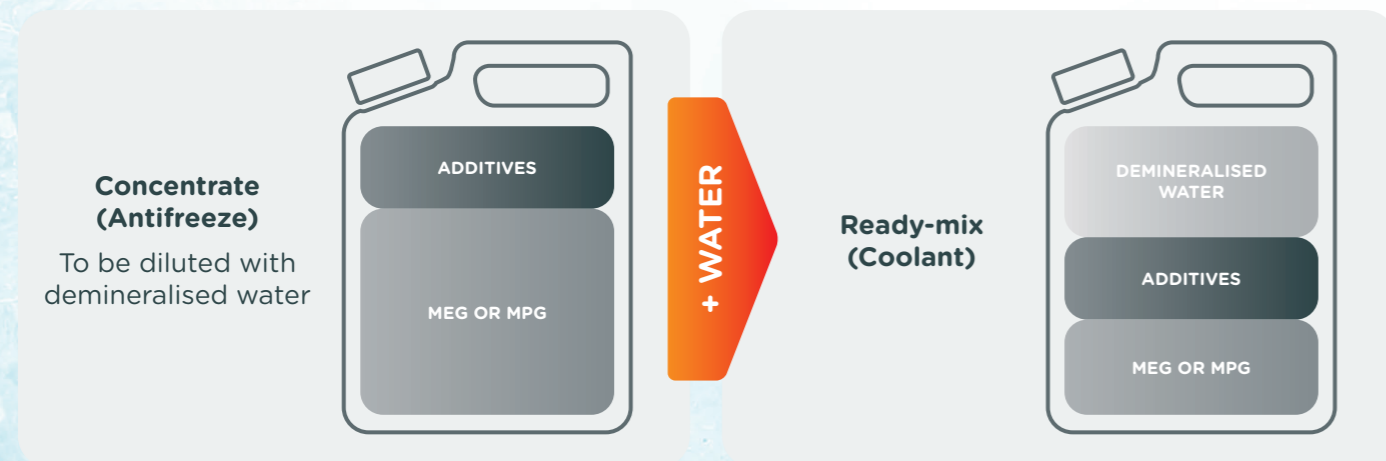 Concentrate
(Antifreeze)
To be diluted with
demineralised water
ADDITIVES
MEG OR MPG
+ WATER
Ready-mix
(Coolant)
DEMINERALISED
WATER
ADDITIVES
MEG OR MPG